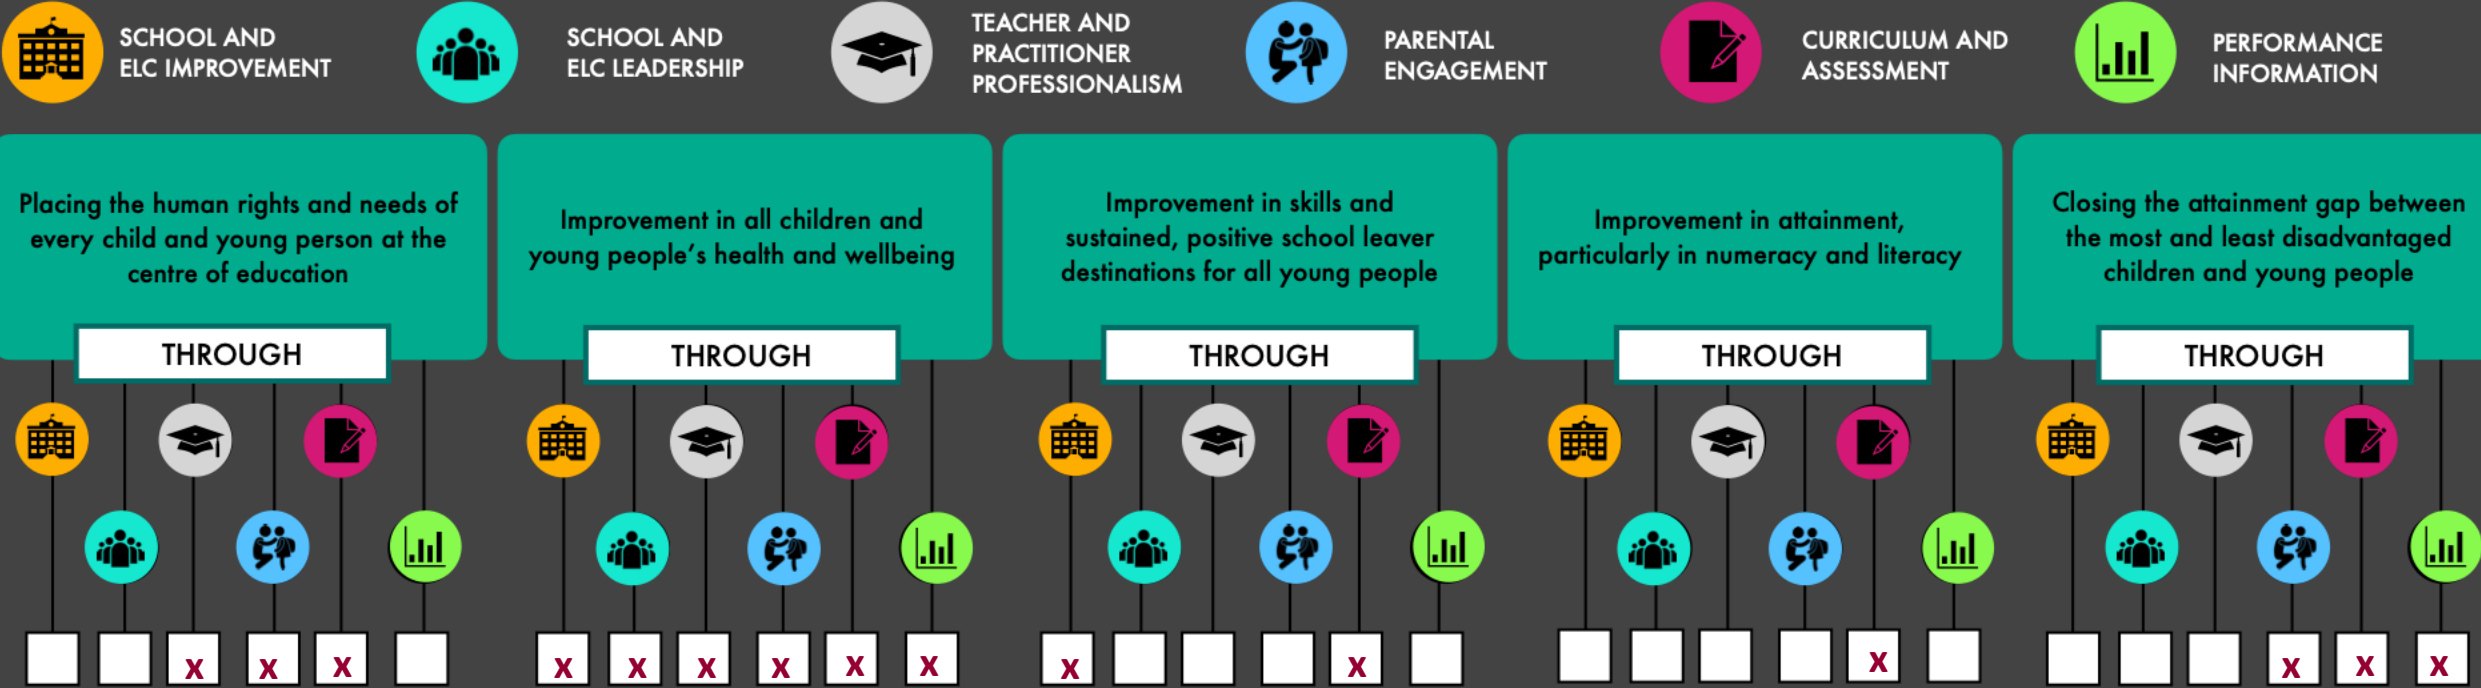 SCHOOL AND
ELC IMPROVEMENT
SCHOOL AND
ELC LEADERSHIP
TEACHER AND
PRACTITIONER
PROFESSIONALISM
PARENTAL
ENGAGEMENT
CURRICULUM AND
ASSESSMENT
PERFORMANCE
INFORMATION
Placing the human rights and needs of
every child and young person at the
centre of education
THROUGH
x x x
Improvement in all children and
young people's health and wellbeing
THROUGH
x x x x x x
Improvement in skills and
sustained, positive school leaver
destinations for all young people
THROUGH
x x
Improvement in attainment,
particularly in numeracy and literacy
THROUGH
x
Closing the attainment gap between
the most and least disadvantaged
children and young people
THROUGH
x x x